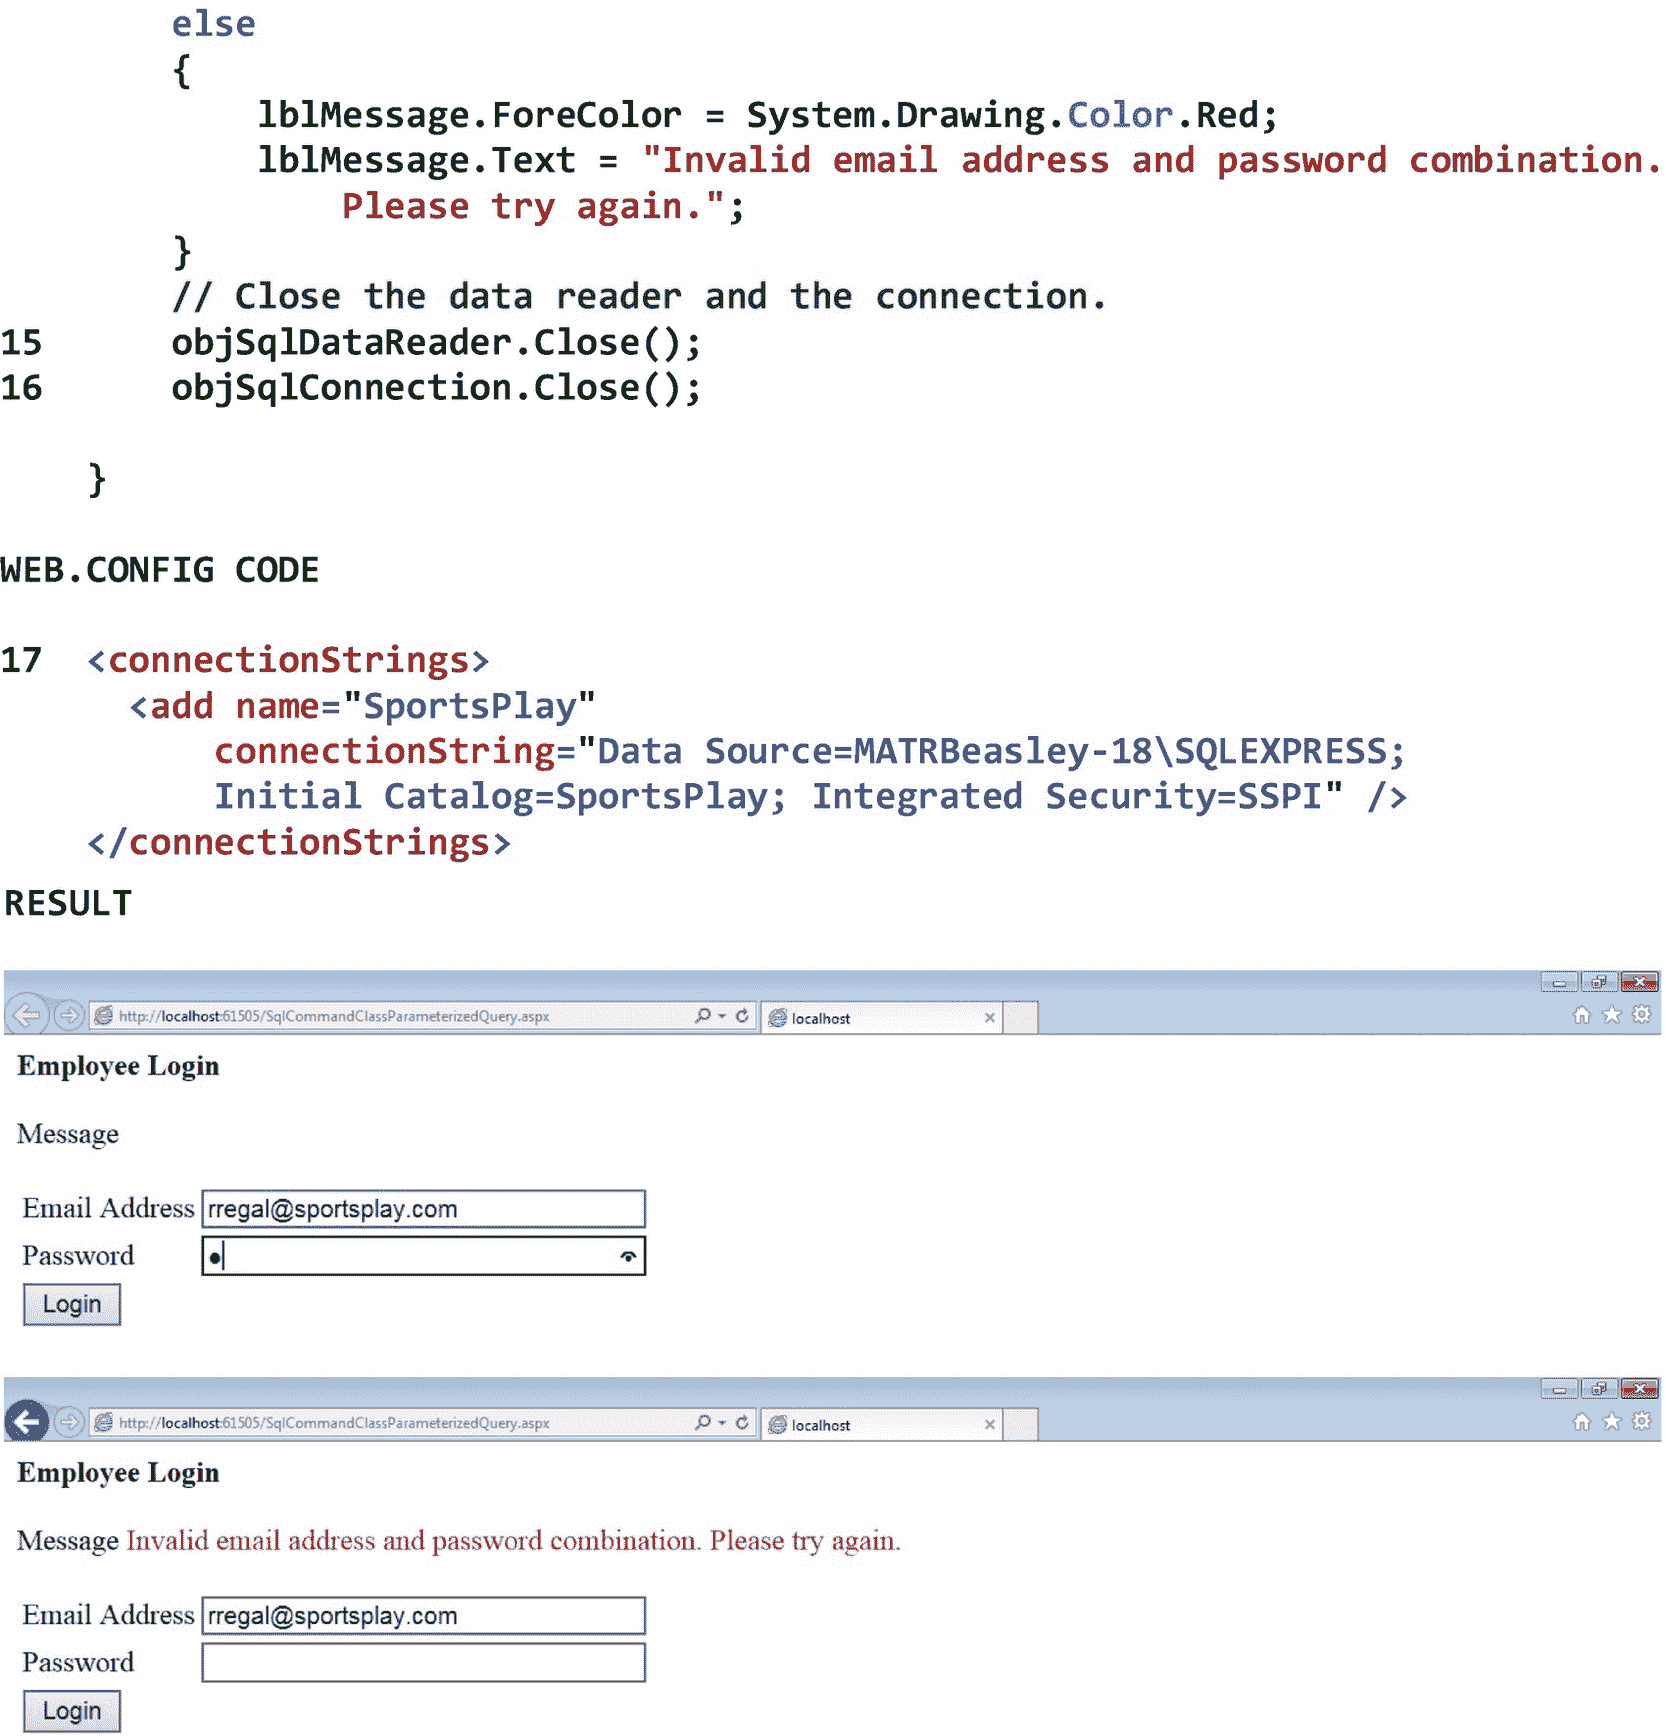 else
{
lblMessage.ForeColor = System.Drawing.Color.Red;
lblMessage.Text = "Invalid email address and password combination.
Please try again.";
}
// Close the data reader and the connection.
15 objSqlDataReader.Close();
16 objSqlConnection.Close();
}
WEB.CONFIG CODE
17 <connectionStrings>
<add name="SportsPlay"
connectionString="Data Source=MATRBeasley-18\SQLEXPRESS;
Initial Catalog=SportsPlay; Integrated Security=SSPI" />
</connectionStrings>
RESULT
http://localhost:61505/SqlCommandClassParameterizedQuery.aspx localhost
Employee Login
Message
Email Address rregal@sportsplay.com
Password
Login
http://localhost:61505/SqlCommandClassParameterizedQuery.aspx localhost
Employee Login
Message Invalid email address and password combination. Please try again.
Email Address rregal@sportsplay.com
Password
Login